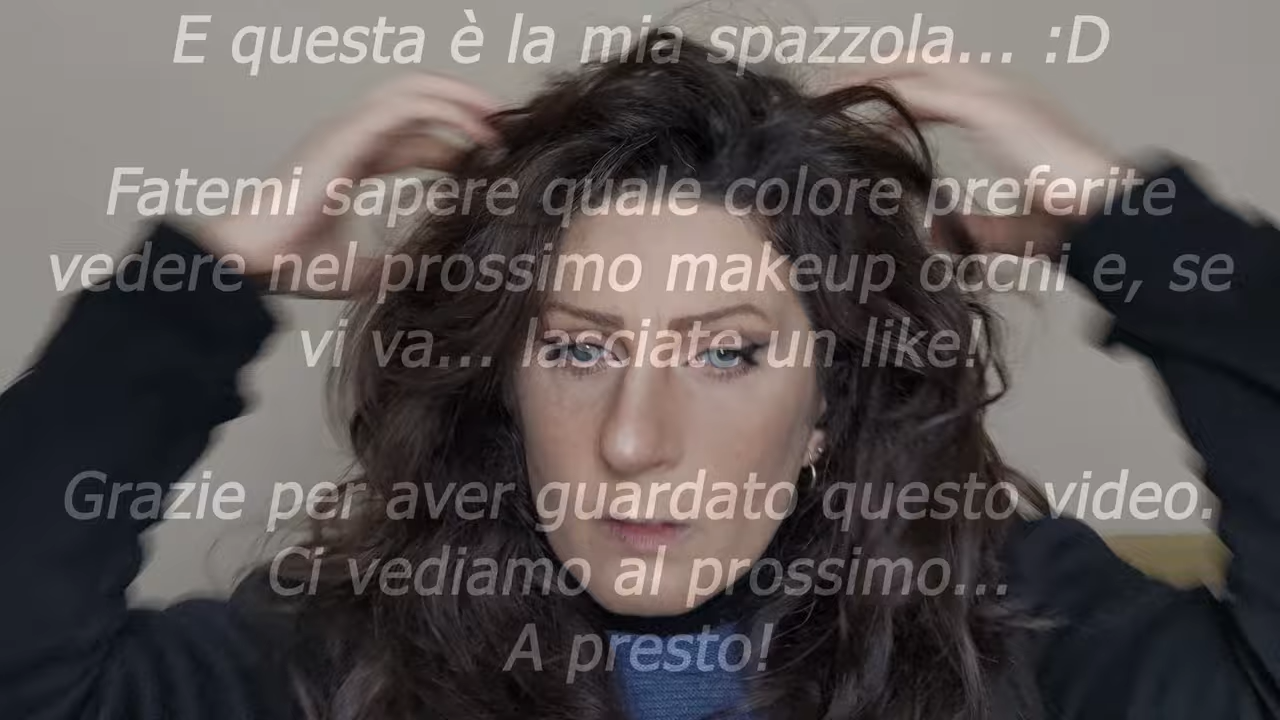 E questa è la mia spazzola... :D
Fatemi sapere quale colore preferite
vedere nel prossimo makeup occhi e, se
vi va... lasciate un like!
Grazie per aver guardato questo video.
Ci vediamo al prossimo...
A presto!